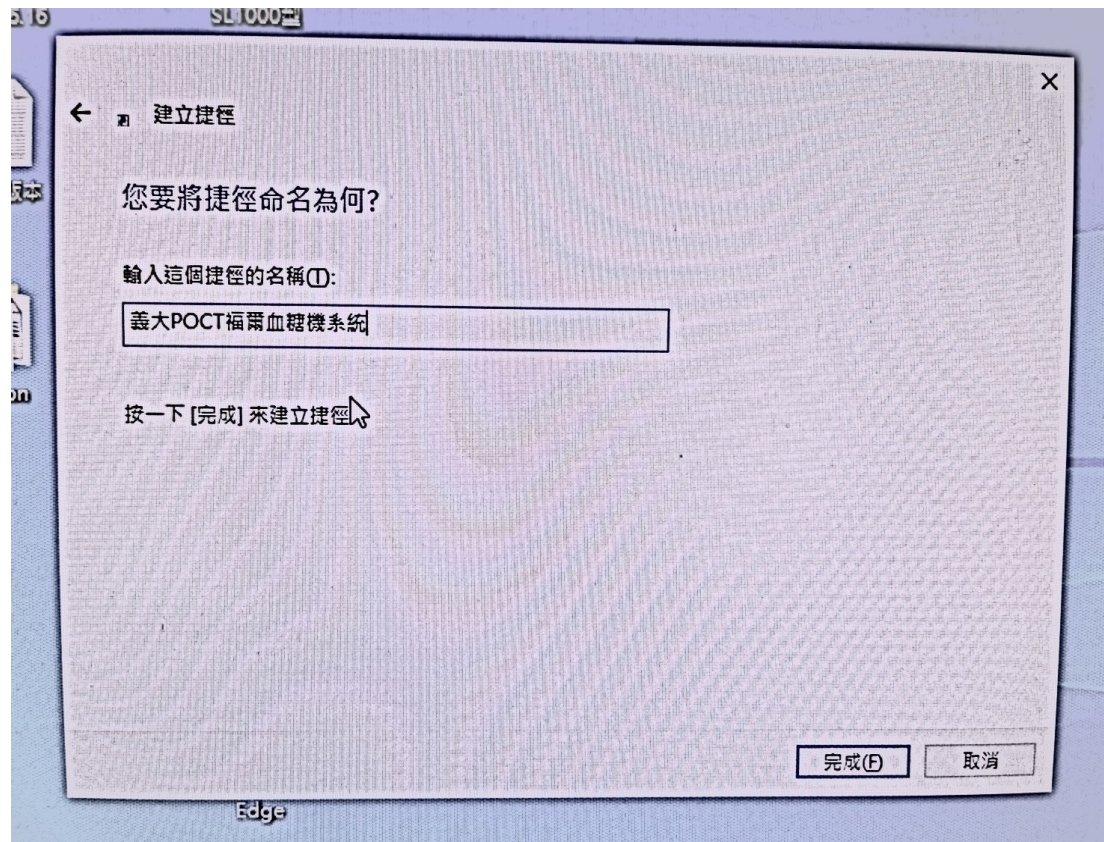 5.16
SL1000型
← 建立捷徑
×
版本
您要將捷徑命名為何?
輸入這個捷徑的名稱(T):
義大POCT福爾血糖機系統
on
按一下 [完成] 來建立捷徑
完成(F)
取消
Edge